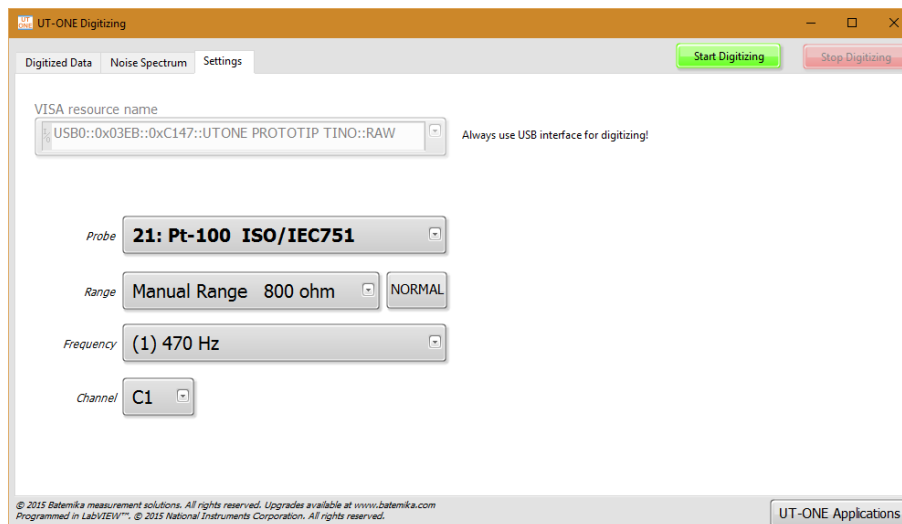 UT ONE UT-ONE Digitizing
Digitized Data Noise Spectrum Settings Start Digitizing Stop Digitizing
VISA resource name
USB0::0x03EB::0xC147::UTONE PROTOTIP TINO::RAW
Always use USB interface for digitizing!
Probe 21: Pt-100 ISO/IEC751
Range Manual Range 800 ohm NORMAL
Frequency (1) 470 Hz
Channel C1
© 2015 Batemika measurement solutions. All rights reserved. Upgrades available at www.batemika.com
Programmed in LabVIEW™. © 2015 National Instruments Corporation. All rights reserved.
UT-ONE Applications